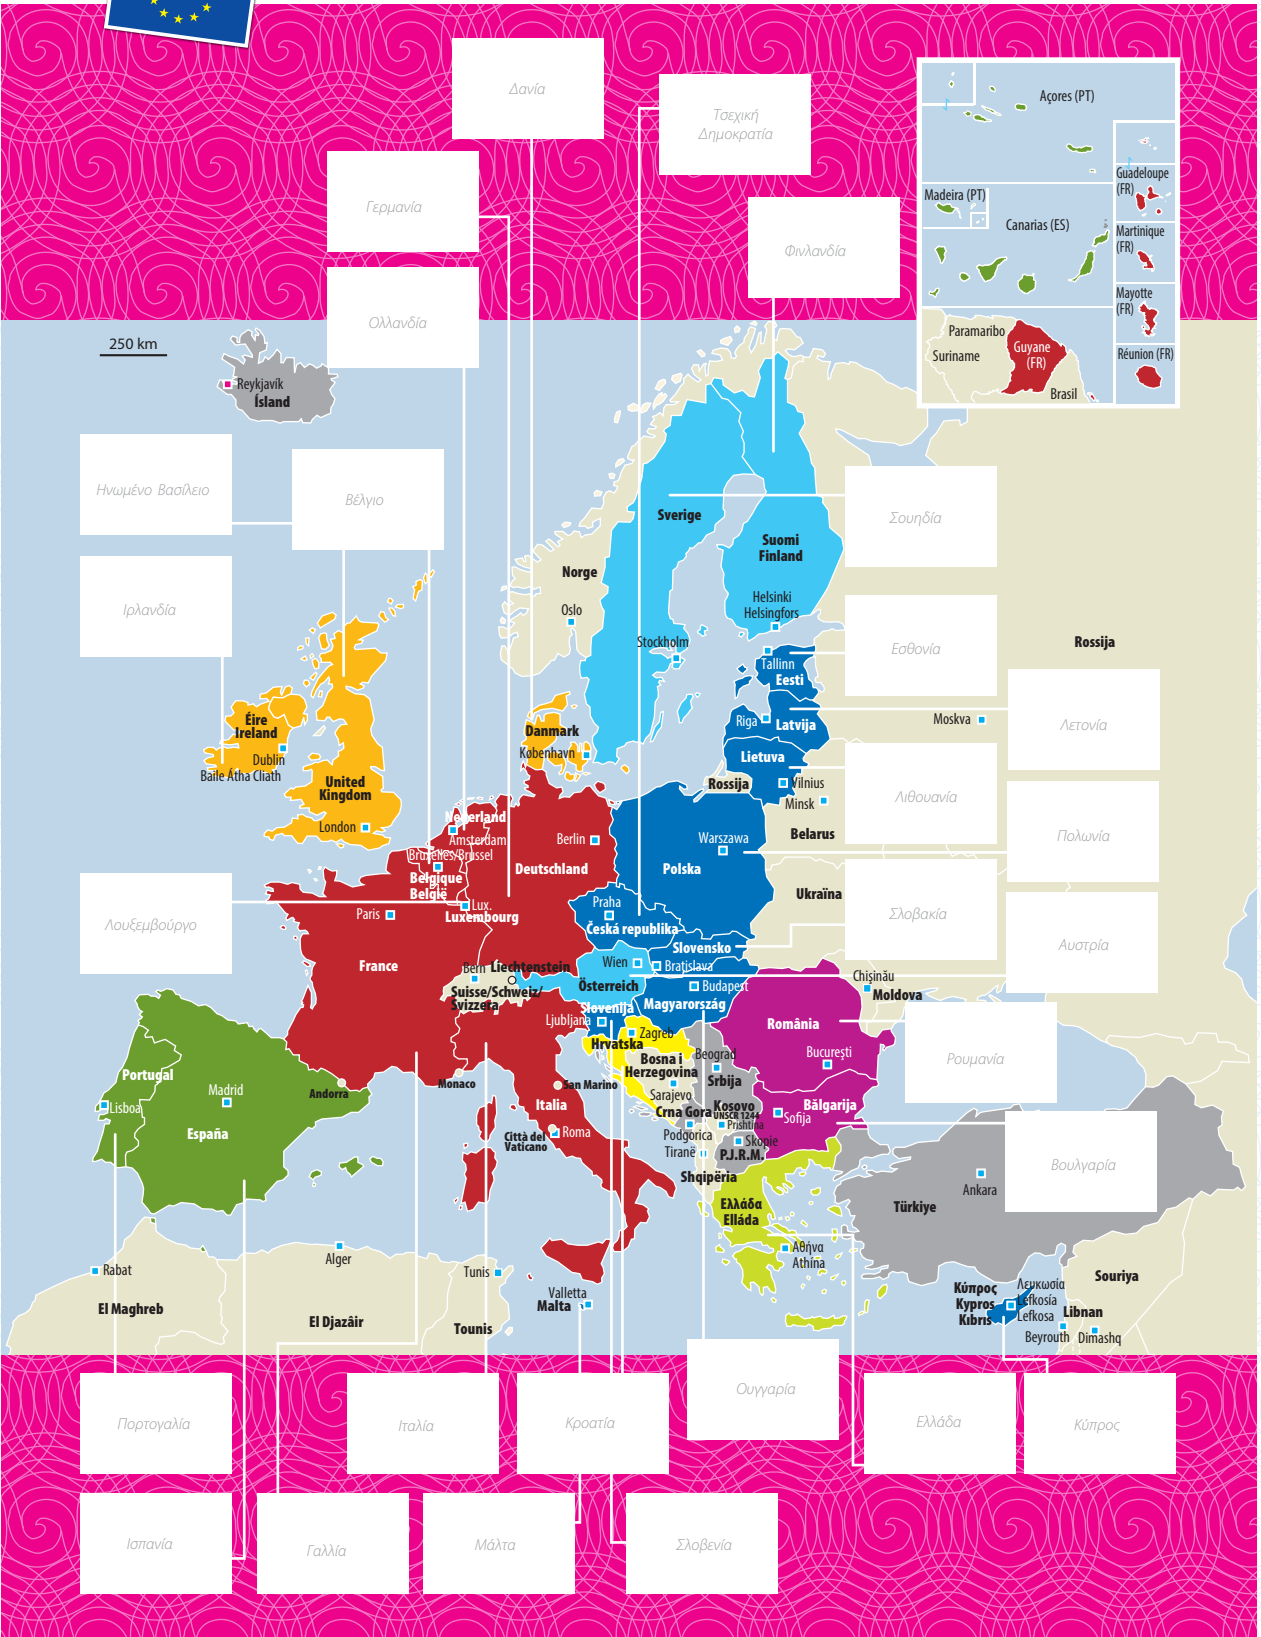 Δανία
Τσεχική
Δημοκρατία
Γερμανία
Φινλανδία
Ολλανδία
Açores (PT)
Guadeloupe
(FR)
Madeira (PT)
Canarias (ES)
Martinique
(FR)
Mayotte
(FR)
Paramaribo
Suriname
Guyane
(FR)
Réunion (FR)
Brasil
250 km
Reykjavík
Ísland
Ηνωμένο Βασίλειο
Βέλγιο
Σουηδία
Ιρλανδία
Εσθονία
Λετονία
Λιθουανία
Πολωνία
Σλοβακία
Αυστρία
Λουξεμβούργο
Ρουμανία
Βουλγαρία
Sverige
Suomi
Finland
Norge
Oslo
Helsinki
Helsingfors
Stockholm
Tallinn
Eesti
Rossija
Riga
Latvija
Moskva
Éire
Ireland
Dublin
Baile Átha Cliath
Danmark
København
Lietuva
Vilnius
Rossija
Minsk
United
Kingdom
London
Nederland
Amsterdam
Berlin
Warszawa
Belarus
Bruxelles/Brussel
Belgique
België
Deutschland
Polska
Ukraïna
Lux.
Luxembourg
Paris
Praha
Česká republika
Slovensko
France
Bern
Liechtenstein
Wien
Bratislava
Österreich
Budapest
Chişinău
Moldova
Suisse/Schweiz/
Svizzera
Slovenija
Magyarország
Ljubljana
Zagreb
România
Hrvatska
Bosna i
Hercegovina
Beograd
Bucureşti
Srbija
Portugal
Madrid
Andorra
Monaco
San Marino
Sarajevo
Lisboa
España
Italia
Crna Gora
Kosovo
UNSCR 1244
Bălgarija
Città del
Vaticano
Roma
Podgorica
Prishtina
Sofija
Tiranë
Skopie
P.J.R.M.
Shqipëria
Türkiye
Ankara
Ελλάδα
Elláda
Αθήνα
Athína
Rabat
Alger
Tunis
Valletta
Malta
El Maghreb
El Djazâir
Tounis
Κύπρος
Kypros
Kıbrıs
Λευκωσία
Lefkosía
Lefkosa
Souriya
Libnan
Beyrouth
Dimashq
Πορτογαλία
Ιταλία
Κροατία
Ουγγαρία
Ελλάδα
Κύπρος
Ισπανία
Γαλλία
Μάλτα
Σλοβενία